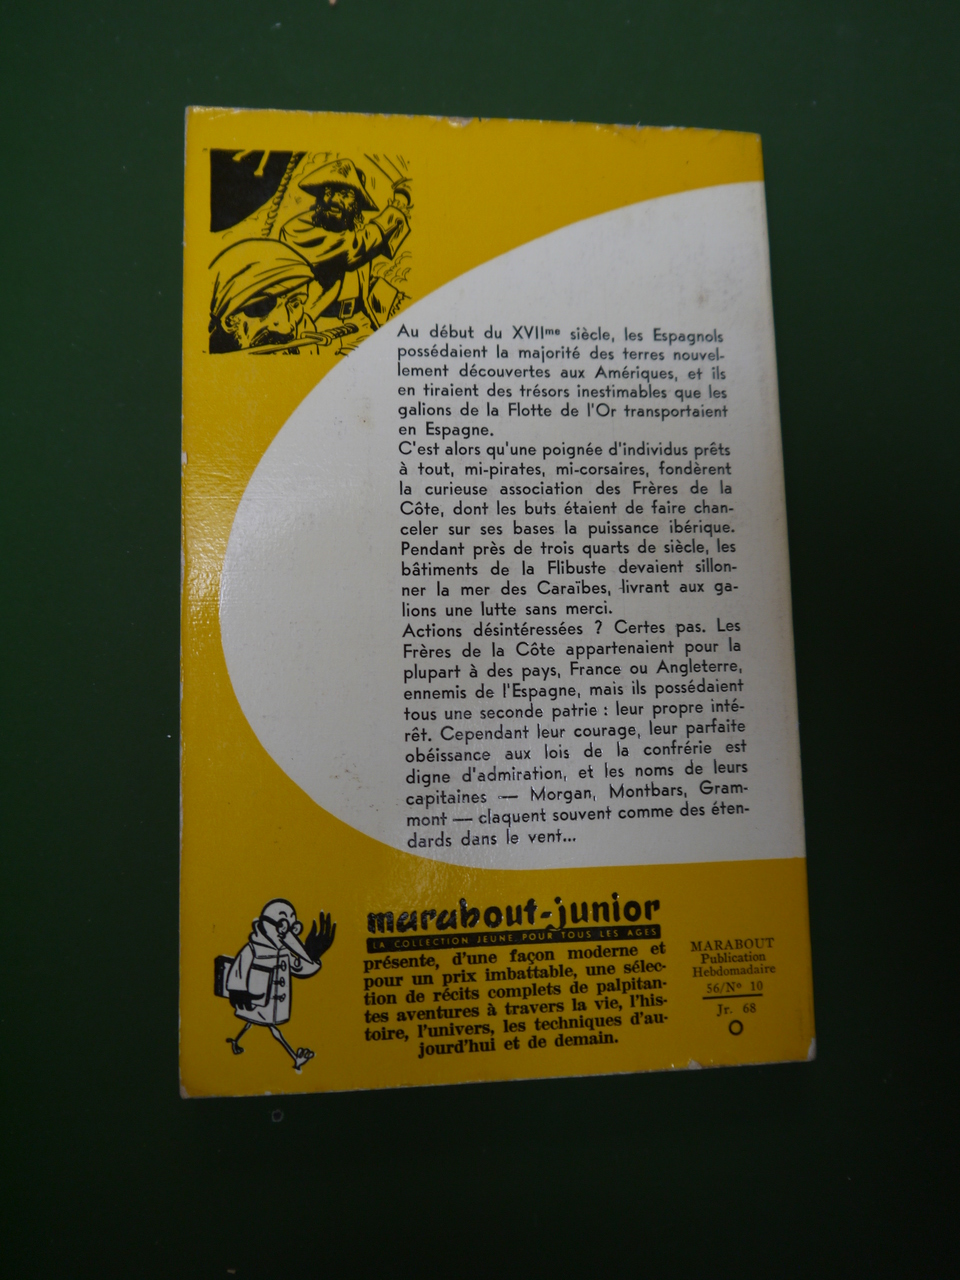 Au début du XVIIme siècle, les Espagnols
possédaient la majorité des terres nouvel-
lement découvertes aux Amériques, et ils
en tiraient des trésors inestimables que les
galions de la Flotte de l'Or transportaient
en Espagne.
C'est alors qu'une poignée d'individus prêts
à tout, mi-pirates, mi-corsaires, fondèrent
la curieuse association des Frères de la
Côte, dont les buts étaient de faire chan-
celer sur ses bases la puissance ibérique.
Pendant près de trois quarts de siècle, les
bâtiments de la Flibuste devaient sillon-
ner la mer des Caraïbes, livrant aux ga-
lions une lutte sans merci.
Actions désintéressées ? Certes pas. Les
Frères de la Côte appartenaient pour la
plupart à des pays, France ou Angleterre,
ennemis de l'Espagne, mais ils possédaient
tous une seconde patrie : leur propre inté-
rêt. Cependant leur courage, leur parfaite
obéissance aux lois de la confrérie est
digne d'admiration, et les noms de leurs
capitaines — Morgan, Montbars, Gram-
mont — claquent souvent comme des éten-
dards dans le vent...
marabout-junior
LA COLLECTION JEUNE POUR TOUS LES AGES
présente, d'une façon moderne et
pour un prix imbattable, une sélec-
tion de récits complets de palpitan-
tes aventures à travers la vie, l'his-
toire, l'univers, les techniques d'au-
jourd'hui et de demain.
MARABOUT
Publication
Hebdomadaire
56/N° 10
Jr. 68
O